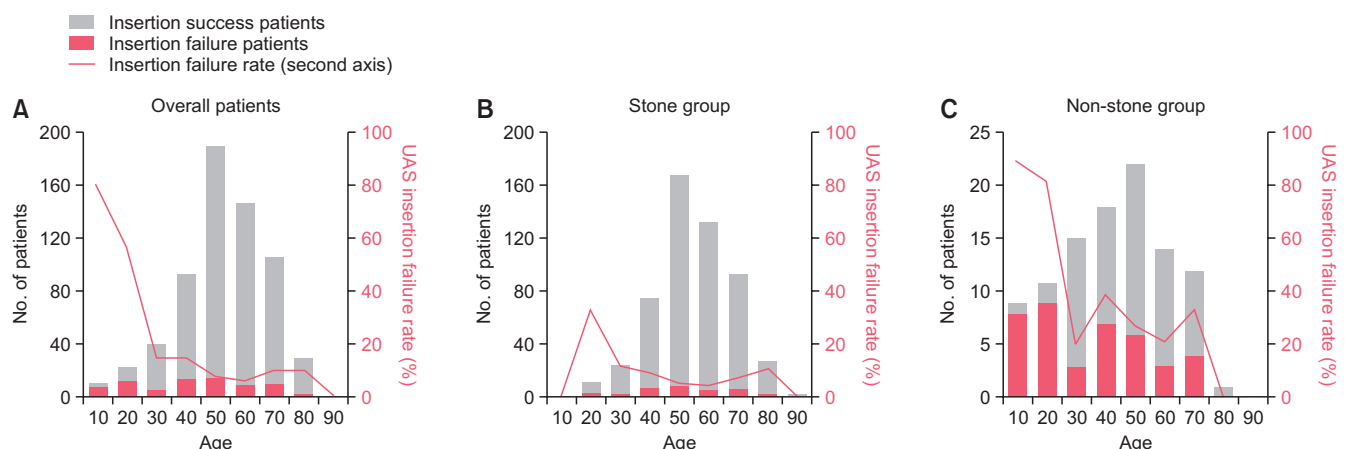 Insertion success patients
Insertion failure patients
Insertion failure rate (second axis)
A
Overall patients
200
160
120
80
40
0
No. of patients
100
80
60
40
20
0
UAS insertion failure rate (%)
10 20 30 40 50 60 70 80 90
Age
B
Stone group
200
160
120
80
40
0
No. of patients
100
80
60
40
20
0
UAS insertion failure rate (%)
10 20 30 40 50 60 70 80 90
Age
C
Non-stone group
25
20
15
10
5
0
No. of patients
100
80
60
40
20
0
UAS insertion failure rate (%)
10 20 30 40 50 60 70 80 90
Age